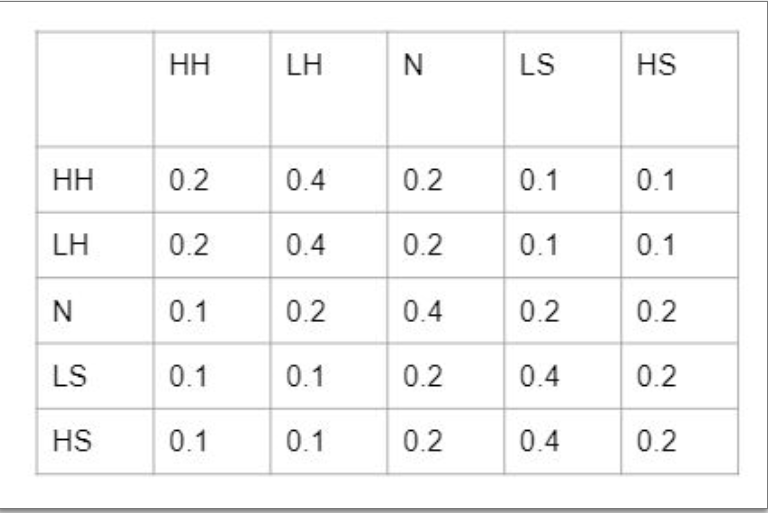 HH LH N LS HS
HH 0.2 0.4 0.2 0.1 0.1
LH 0.2 0.4 0.2 0.1 0.1
N 0.1 0.2 0.4 0.2 0.2
LS 0.1 0.1 0.2 0.4 0.2
HS 0.1 0.1 0.2 0.4 0.2